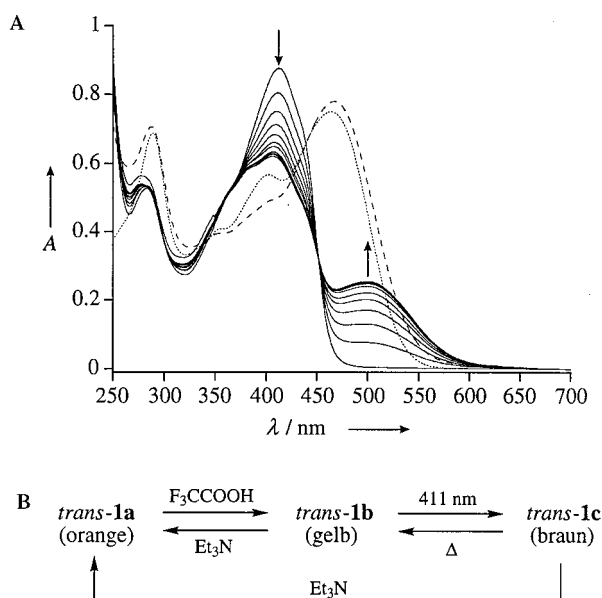 A
1
0.8
0.6
A
0.4
0.2
0
250 300 350 400 450 500 550 600 650 700
λ / nm
B
trans-1a F₃CCOOH trans-1b 411 nm trans-1c
(orange) Et₃N (gelb) Δ (braun)
Et₃N